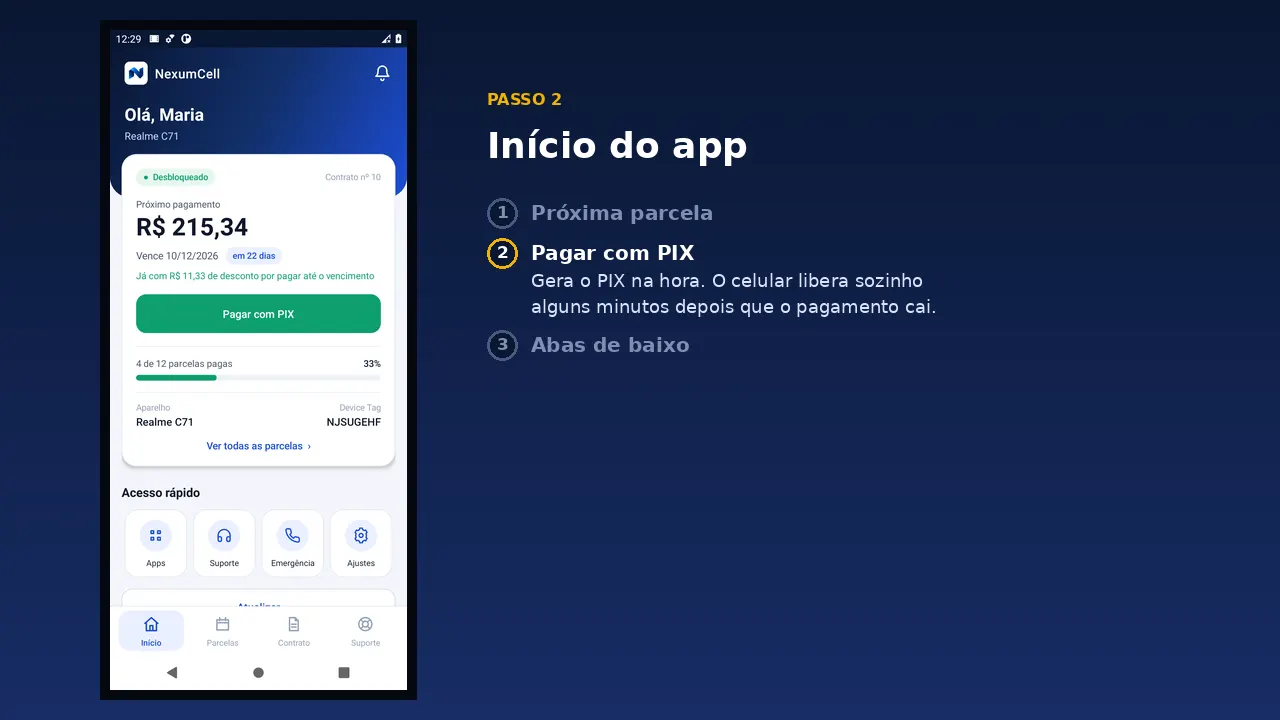 12:29
NexumCell
Olá, Maria
Realme C71
Desbloqueado
Contrato nº 10
Próximo pagamento
R$ 215,34
Vence 10/12/2026
em 22 dias
Já com R$ 11,33 de desconto por pagar até o vencimento
Pagar com PIX
4 de 12 parcelas pagas
33%
Aparelho
Device Tag
Realme C71
NJSUGEHF
Ver todas as parcelas ›
Acesso rápido
Apps
Suporte
Emergência
Ajustes
Início
Parcelas
Contrato
Suporte
PASSO 2
Início do app
1 Próxima parcela
2 Pagar com PIX
Gera o PIX na hora. O celular libera sozinho
alguns minutos depois que o pagamento cai.
3 Abas de baixo